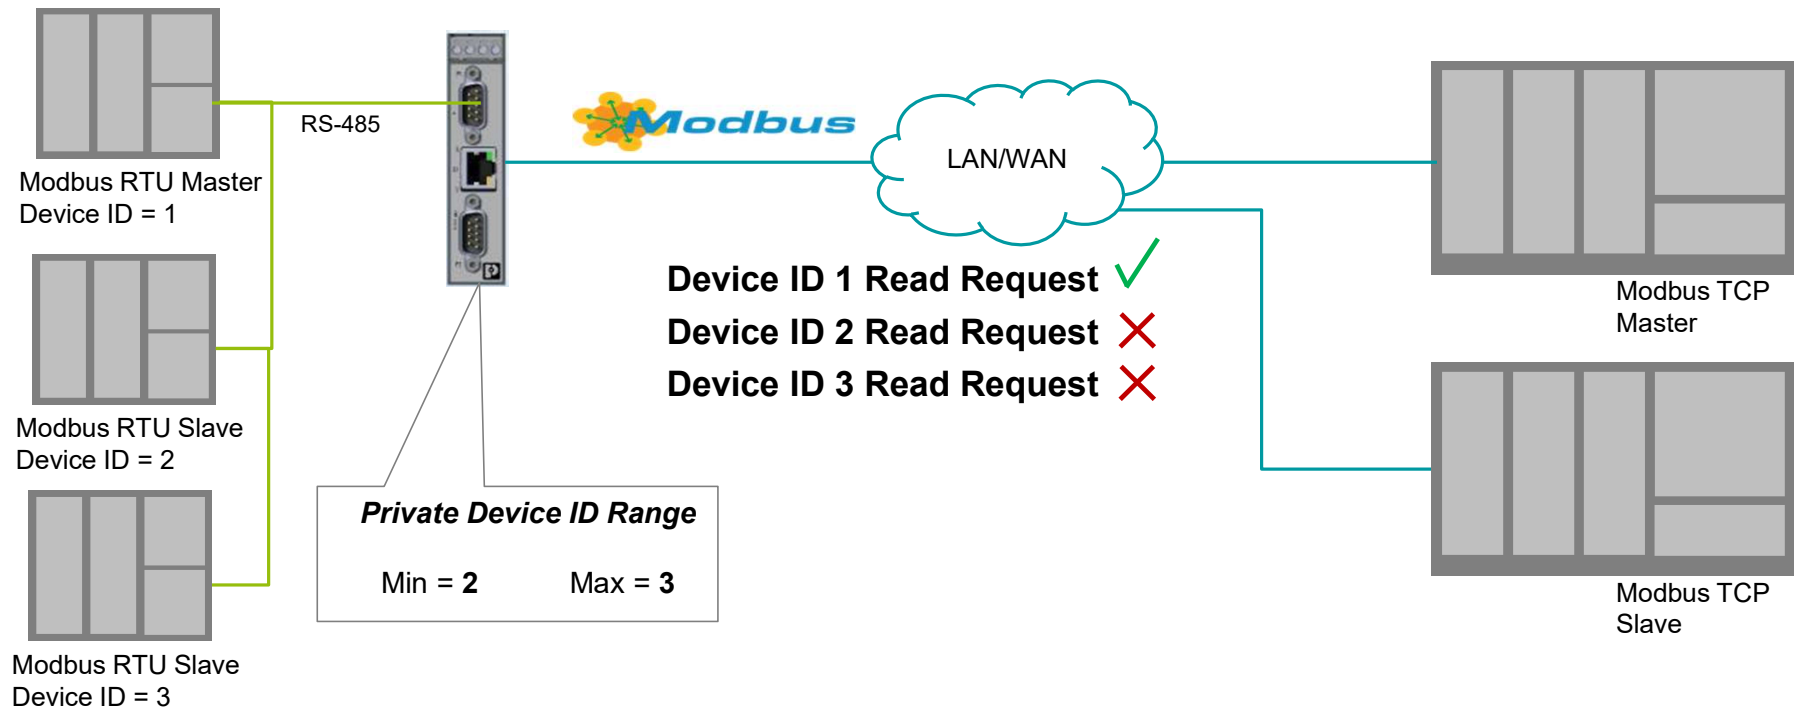 RS-485
Modbus
LAN/WAN
Modbus RTU Master
Device ID = 1
Device ID 1 Read Request
Device ID 2 Read Request
Device ID 3 Read Request
Modbus TCP
Master
Modbus RTU Slave
Device ID = 2
Private Device ID Range
Min = 2 Max = 3
Modbus TCP
Slave
Modbus RTU Slave
Device ID = 3